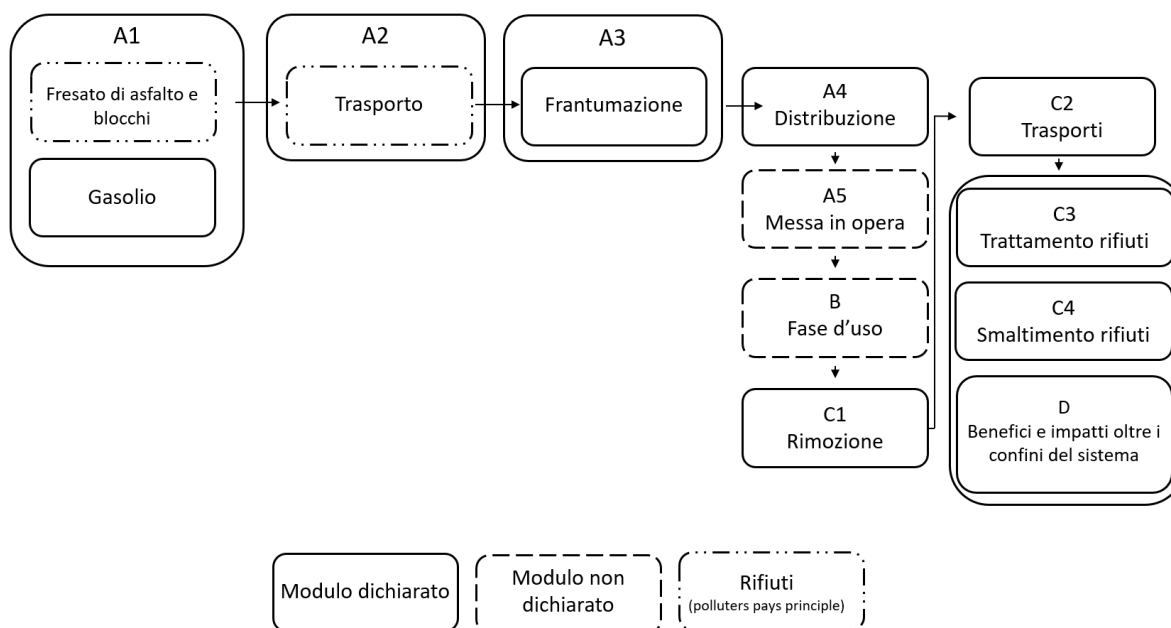 A1
Fresato di asfalto e
blocchi
Gasolio
A2
Trasporto
A3
Frantumazione
A4
Distribuzione
A5
Messa in opera
B
Fase d’uso
C1
Rimozione
C2
Trasporti
C3
Trattamento rifiuti
C4
Smaltimento rifiuti
D
Benefici e impatti oltre i
confini del sistema
Modulo dichiarato
Modulo non
dichiarato
Rifiuti
(polluters pays principle)